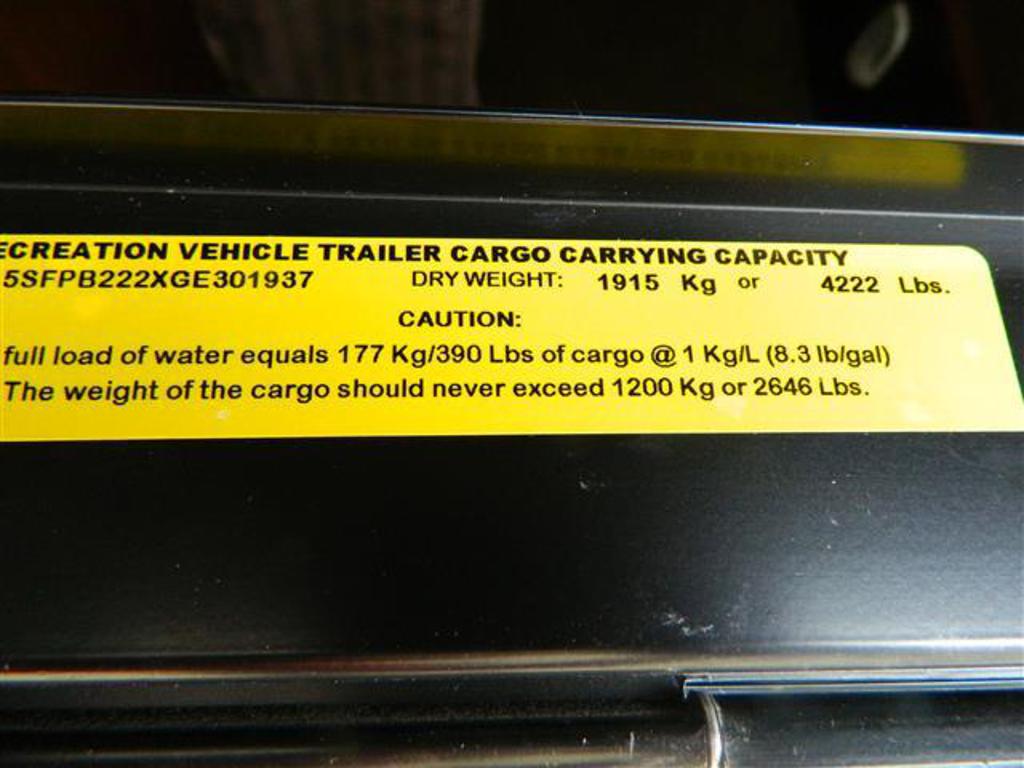 ECREATION VEHICLE TRAILER CARGO CARRYING CAPACITY
5SFPB222XGE301937 DRY WEIGHT: 1915 Kg or 4222 Lbs.
CAUTION:
full load of water equals 177 Kg/390 Lbs of cargo @ 1 Kg/L (8.3 lb/gal)
The weight of the cargo should never exceed 1200 Kg or 2646 Lbs.